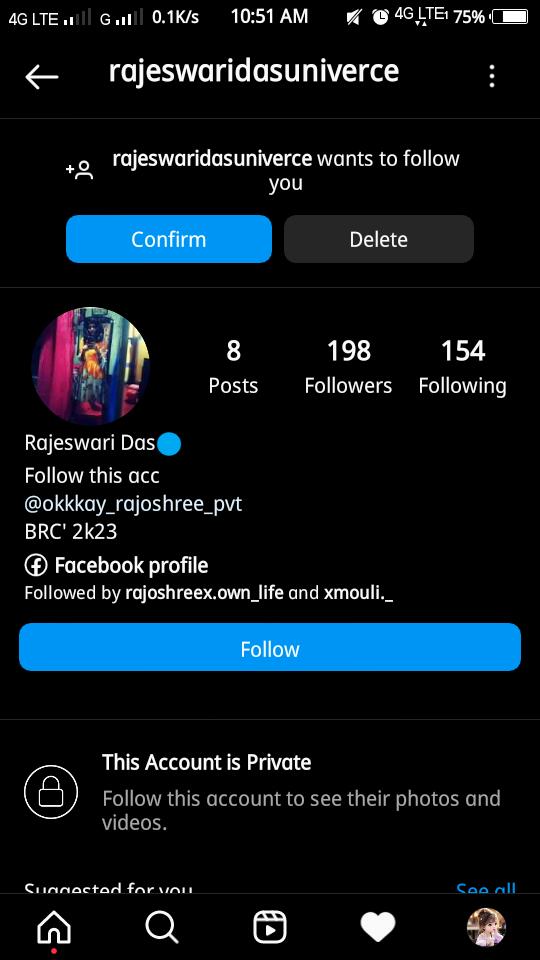 4G LTE G 0.1K/s 10:51 AM 4G LTE1 75%
rajeswaridasuniverce
rajeswaridasuniverce wants to follow
you
Confirm Delete
8 198 154
Posts Followers Following
Rajeswari Das
Follow this acc
@okkkay_rajoshree_pvt
BRC' 2k23
Facebook profile
Followed by rajoshreex.own_life and xmouli._
Follow
This Account is Private
Follow this account to see their photos and
videos.
Suggested for you See all